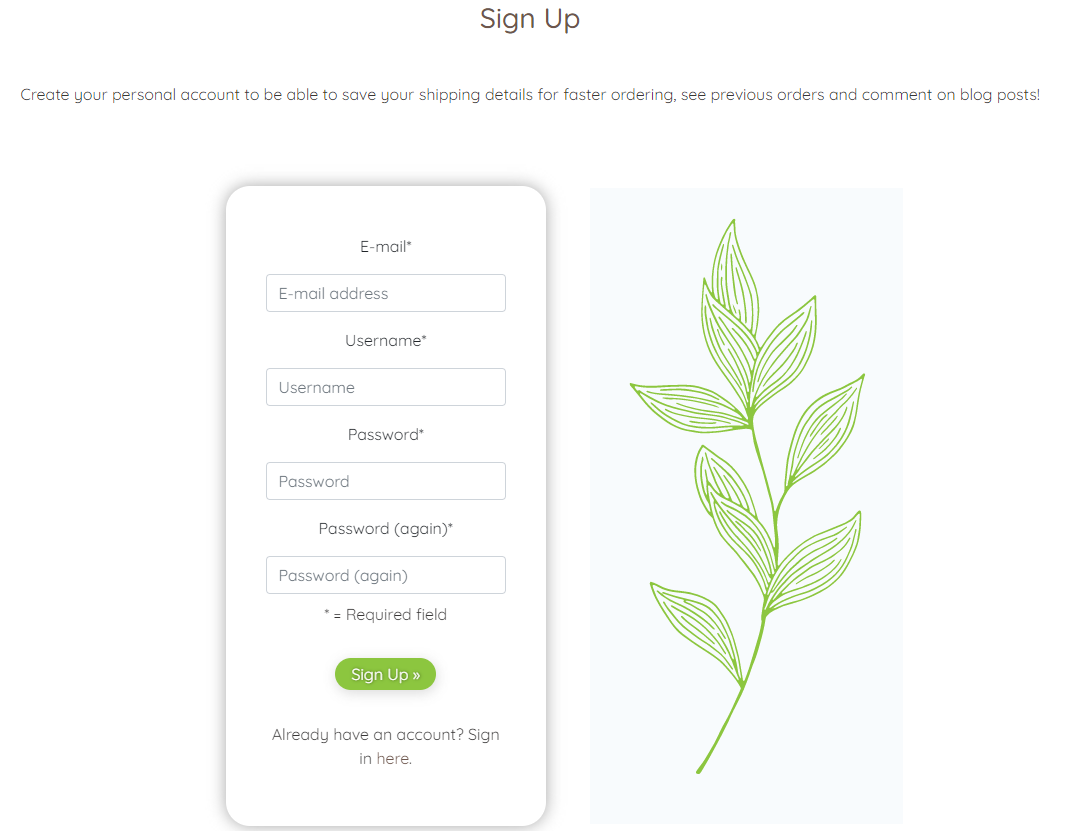 Sign Up
Create your personal account to be able to save your shipping details for faster ordering, see previous orders and comment on blog posts!
E-mail*
E-mail address
Username*
Username
Password*
Password
Password (again)*
Password (again)
* = Required field
Sign Up »
Already have an account? Sign
in here.